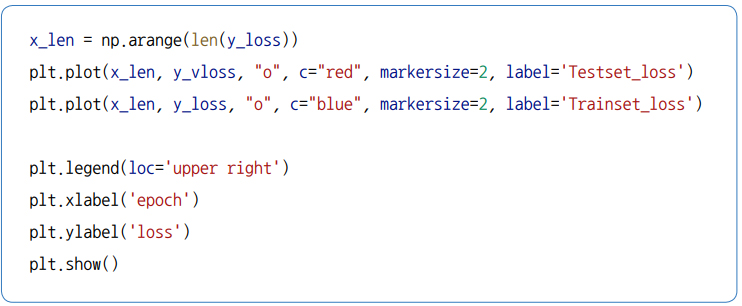 x_len = np.arange(len(y_loss))
plt.plot(x_len, y_vloss, "o", c="red", markersize=2, label='Testset_loss')
plt.plot(x_len, y_loss, "o", c="blue", markersize=2, label='Trainset_loss')
plt.legend(loc='upper right')
plt.xlabel('epoch')
plt.ylabel('loss')
plt.show()